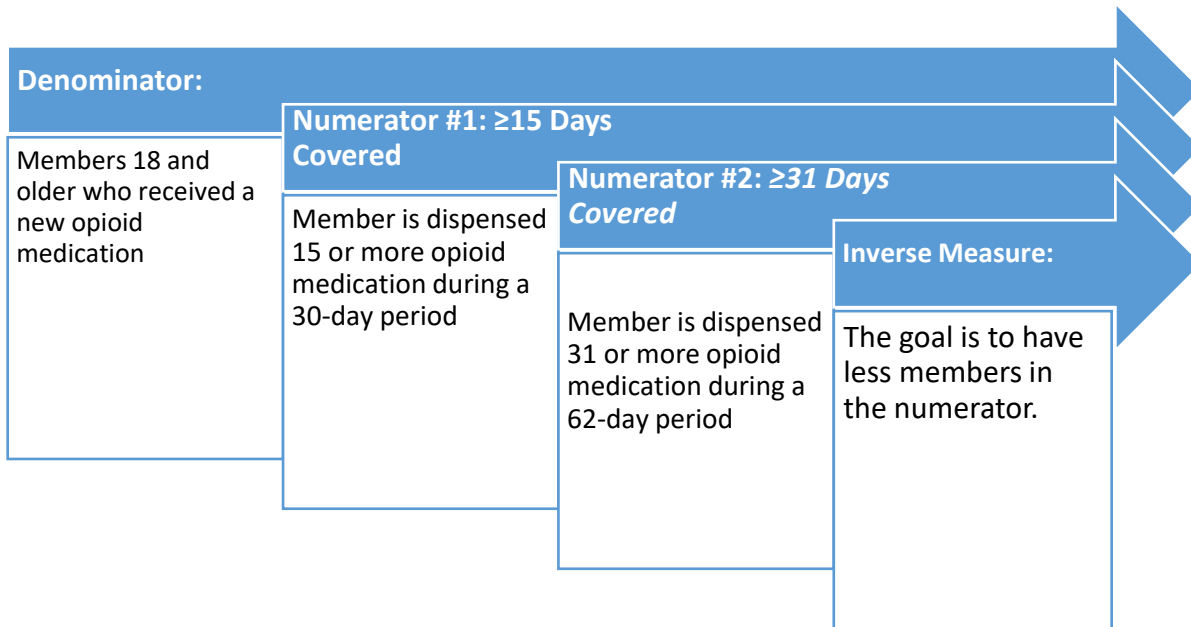 Denominator:
Members 18 and
older who received a
new opioid
medication
Numerator #1: ≥15 Days
Covered
Member is dispensed
15 or more opioid
medication during a
30-day period
Numerator #2: ≥31 Days
Covered
Member is dispensed
31 or more opioid
medication during a
62-day period
Inverse Measure:
The goal is to have
less members in
the numerator.